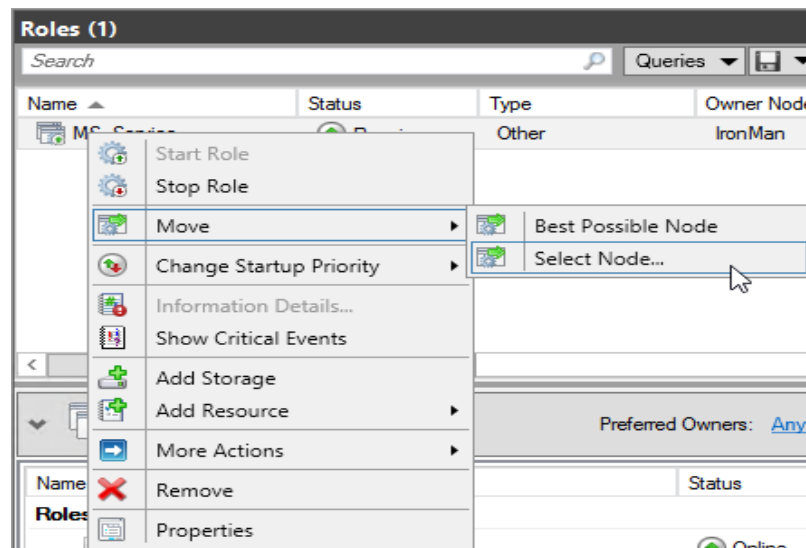 Roles (1)
Search Queries
Name Status Type Owner Node
Other IronMan
Start Role
Stop Role
Move
Best Possible Node
Change Startup Priority
Select Node...
Information Details...
Show Critical Events
Add Storage
Add Resource
Preferred Owners: Any
More Actions
Name Status
Remove
Roles
Properties
Online